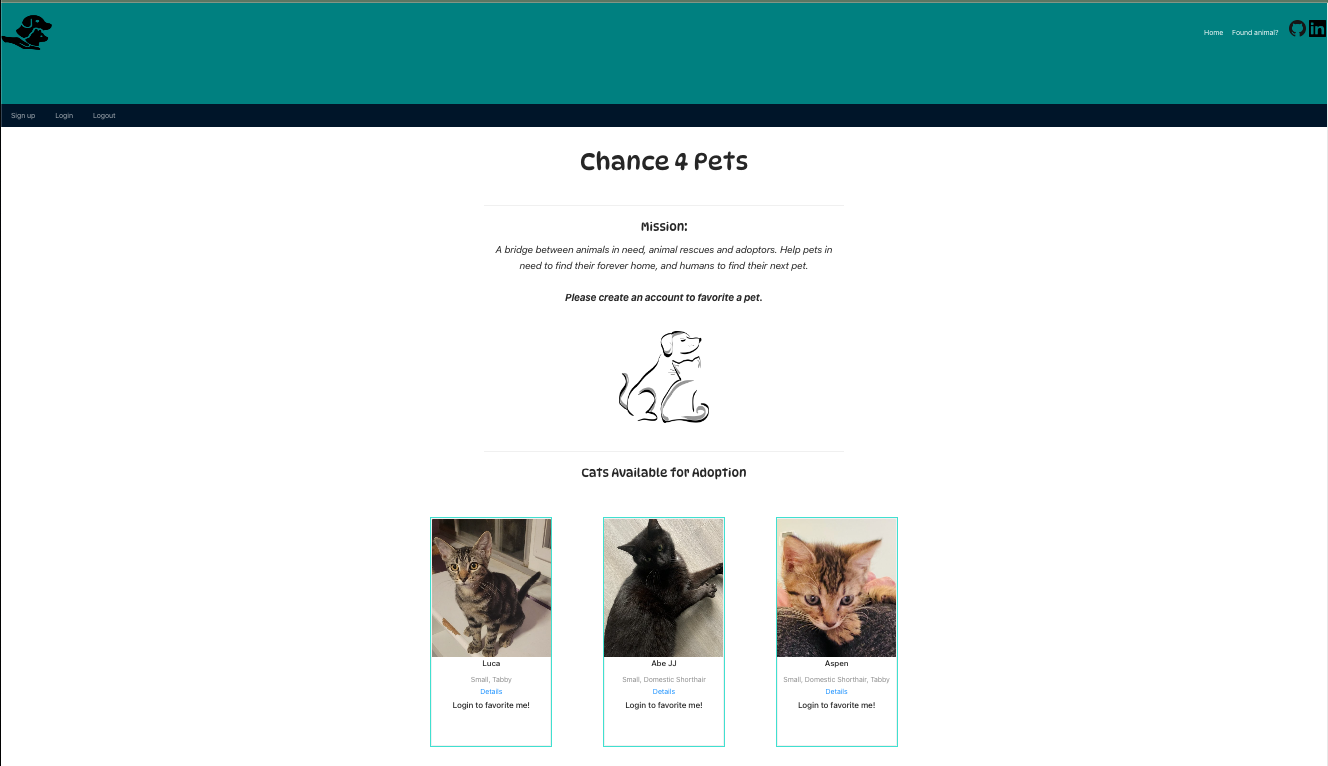 Home Found animal?
Sign up Login Logout
Chance 4 Pets
Mission:
A bridge between animals in need, animal rescues and adoptors. Help pets in
need to find their forever home, and humans to find their next pet.
Please create an account to favorite a pet.
Cats Available for Adoption
Luca
Small, Tabby
Details
Login to favorite me!
Abe JJ
Small, Domestic Shorthair
Details
Login to favorite me!
Aspen
Small, Domestic Shorthair, Tabby
Details
Login to favorite me!